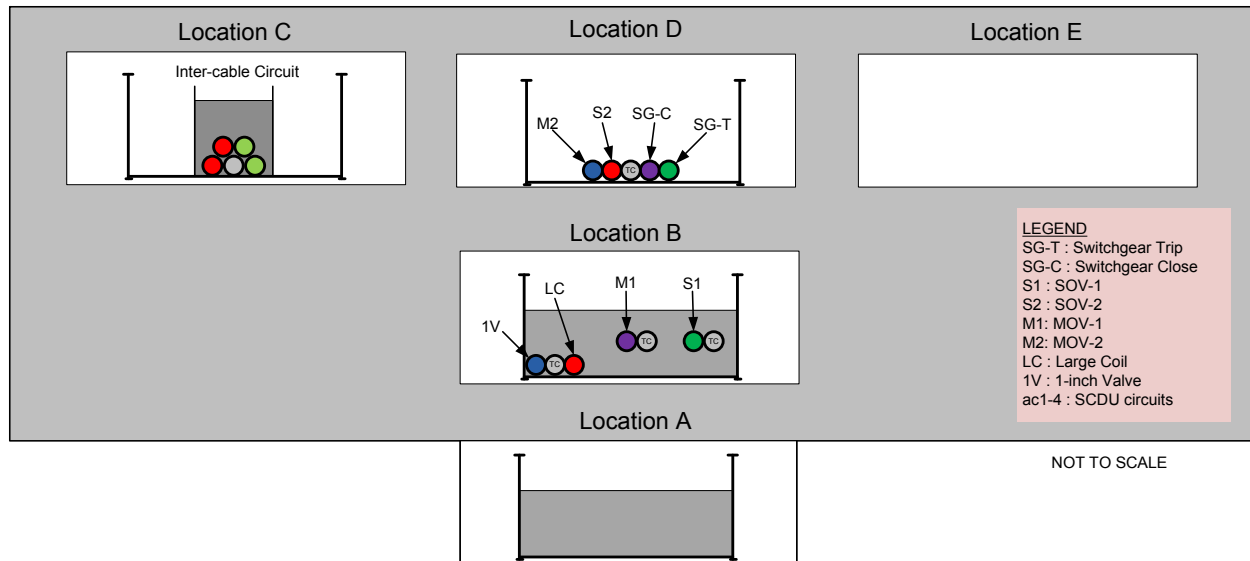 Location C
Location D
Location E
Inter-cable Circuit
M2
S2
SG-C
SG-T
TC
Location B
1V
LC
M1
S1
TC
TC
TC
LEGEND
SG-T : Switchgear Trip
SG-C : Switchgear Close
S1 : SOV-1
S2 : SOV-2
M1: MOV-1
M2: MOV-2
LC : Large Coil
1V : 1-inch Valve
ac1-4 : SCDU circuits
Location A
NOT TO SCALE